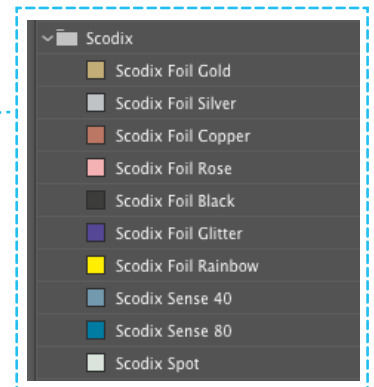 Scodix
Scodix Foil Gold
Scodix Foil Silver
Scodix Foil Copper
Scodix Foil Rose
Scodix Foil Black
Scodix Foil Glitter
Scodix Foil Rainbow
Scodix Sense 40
Scodix Sense 80
Scodix Spot